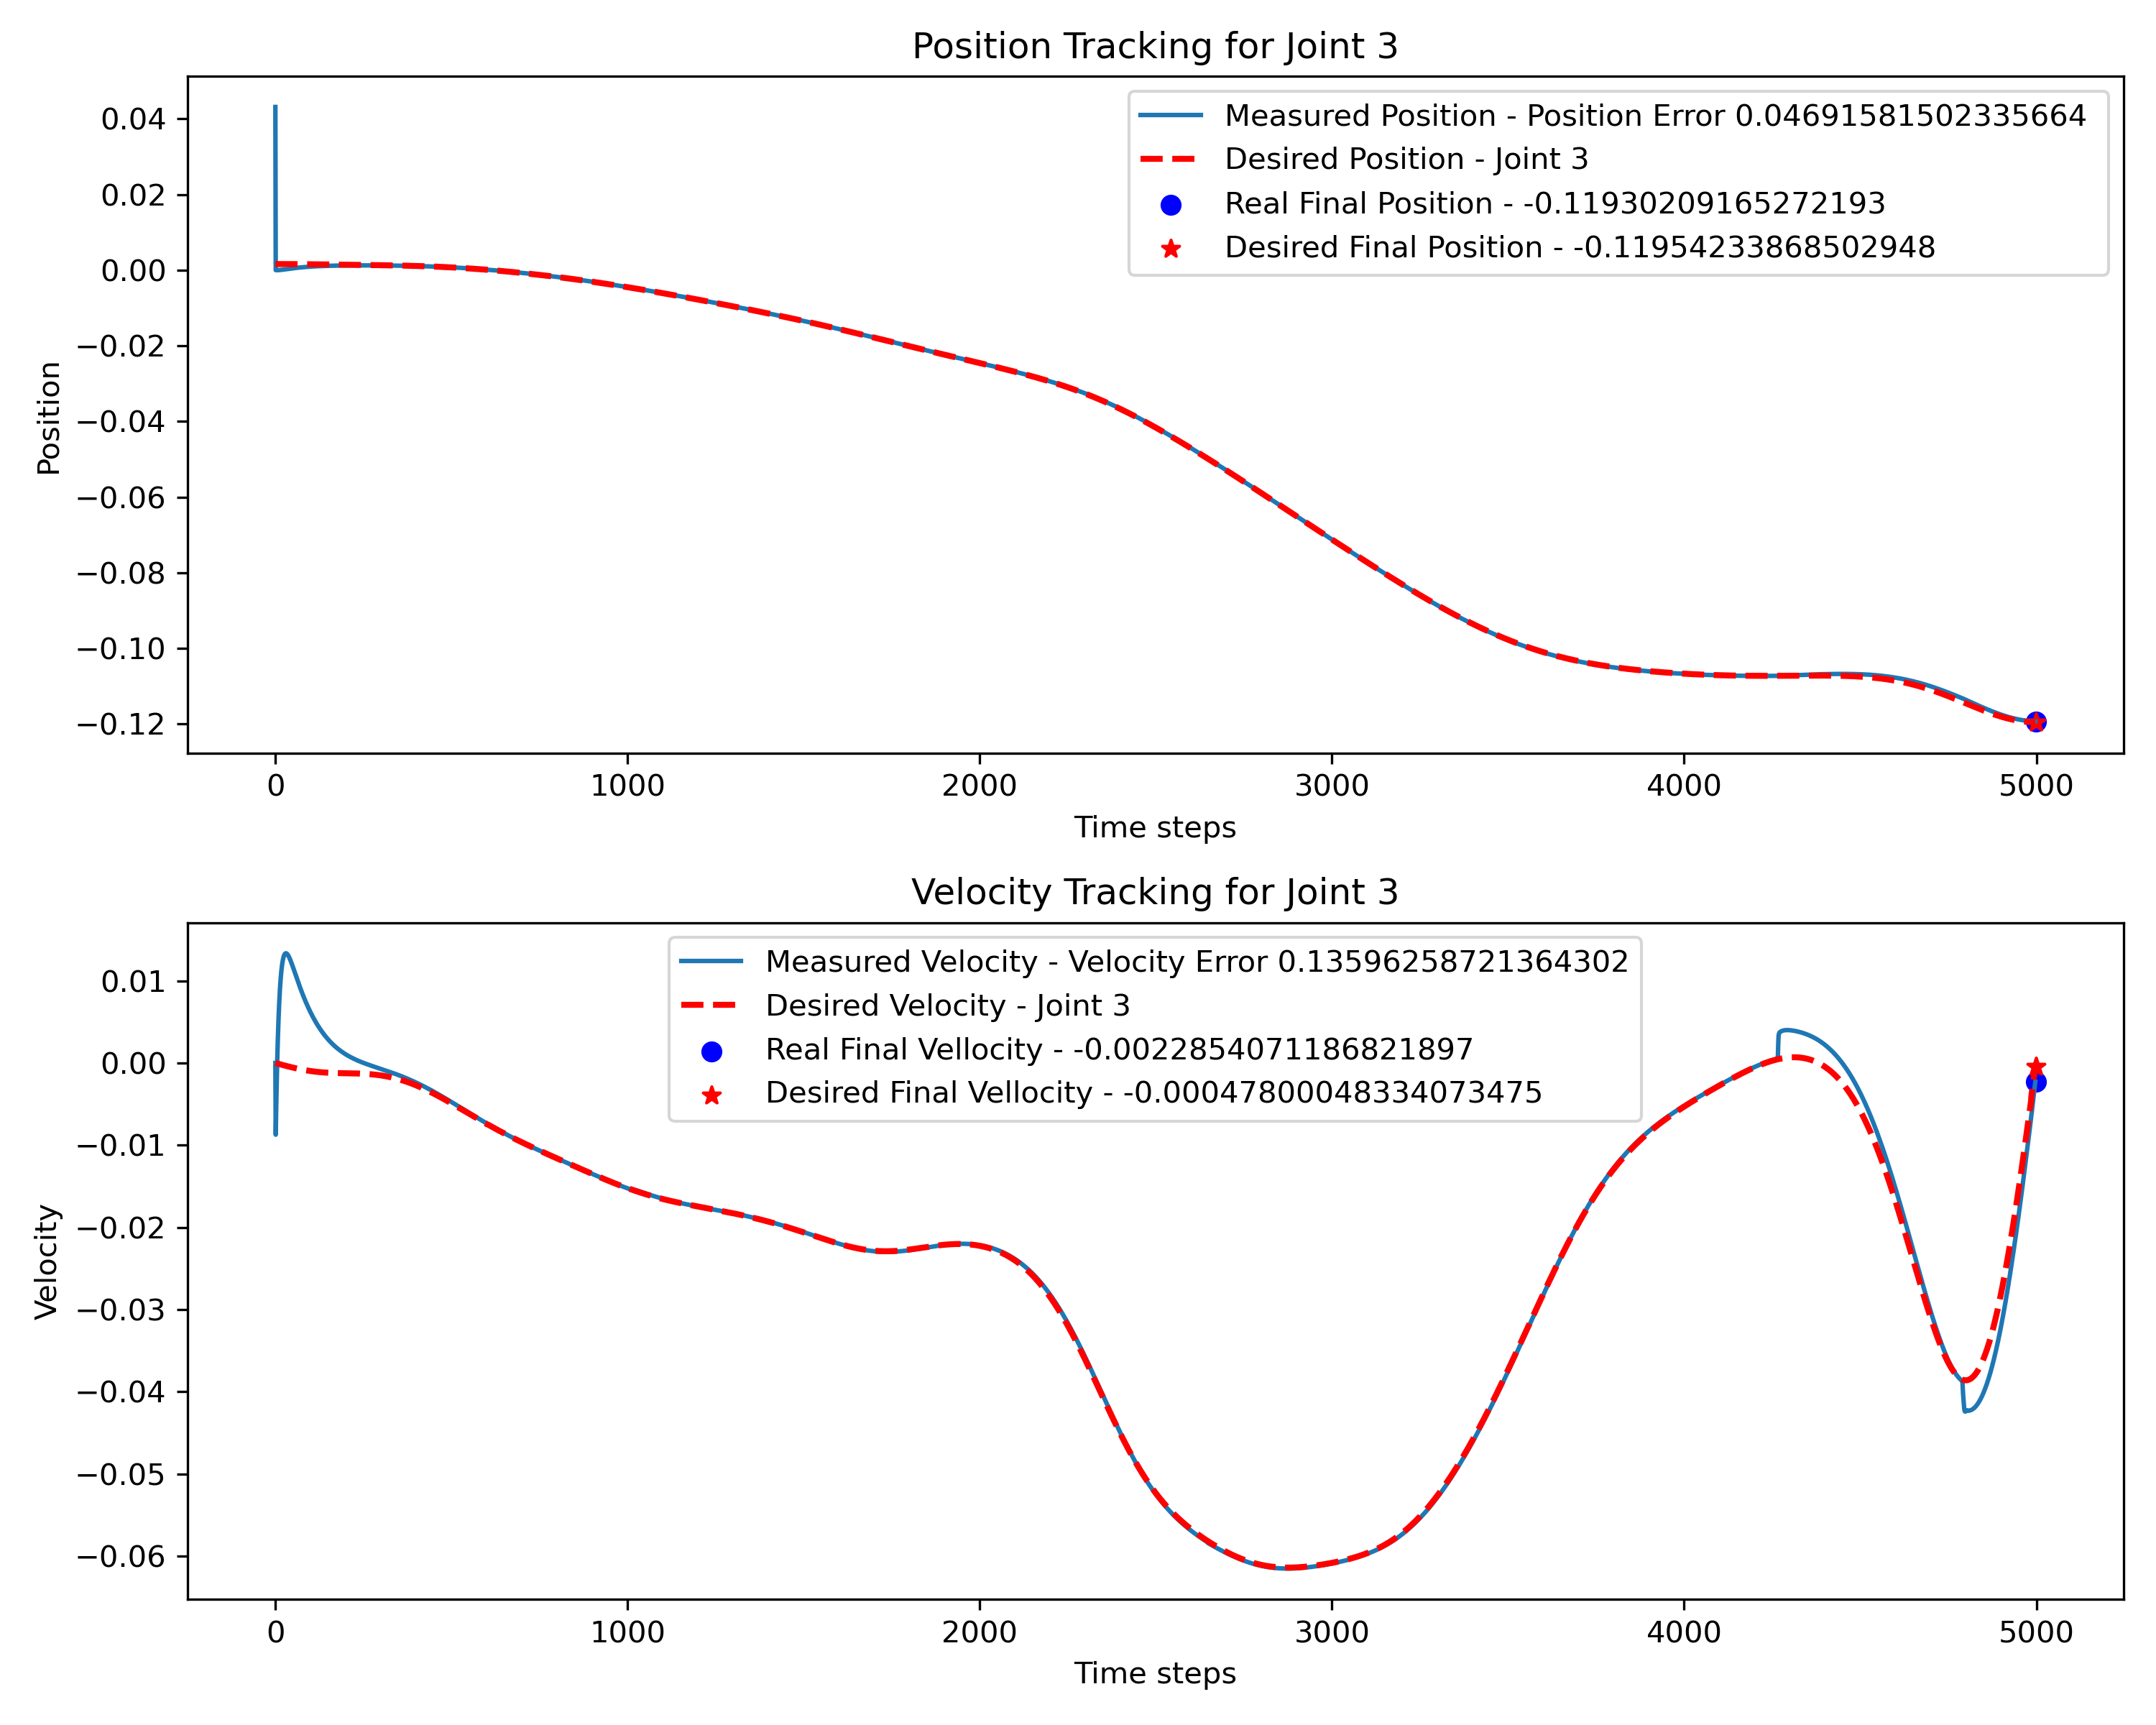 Position Tracking for Joint 3
Measured Position - Position Error 0.04691581502335664
Desired Position - Joint 3
Real Final Position - -0.11930209165272193
Desired Final Position - -0.11954233868502948
0.04
0.02
0.00
−0.02
−0.04
−0.06
−0.08
−0.10
−0.12
Position
0 1000 2000 3000 4000 5000
Time steps
Velocity Tracking for Joint 3
Measured Velocity - Velocity Error 0.13596258721364302
Desired Velocity - Joint 3
Real Final Vellocity - -0.0022854071186821897
Desired Final Vellocity - -0.00047800048334073475
0.01
0.00
−0.01
−0.02
−0.03
−0.04
−0.05
−0.06
Velocity
0 1000 2000 3000 4000 5000
Time steps